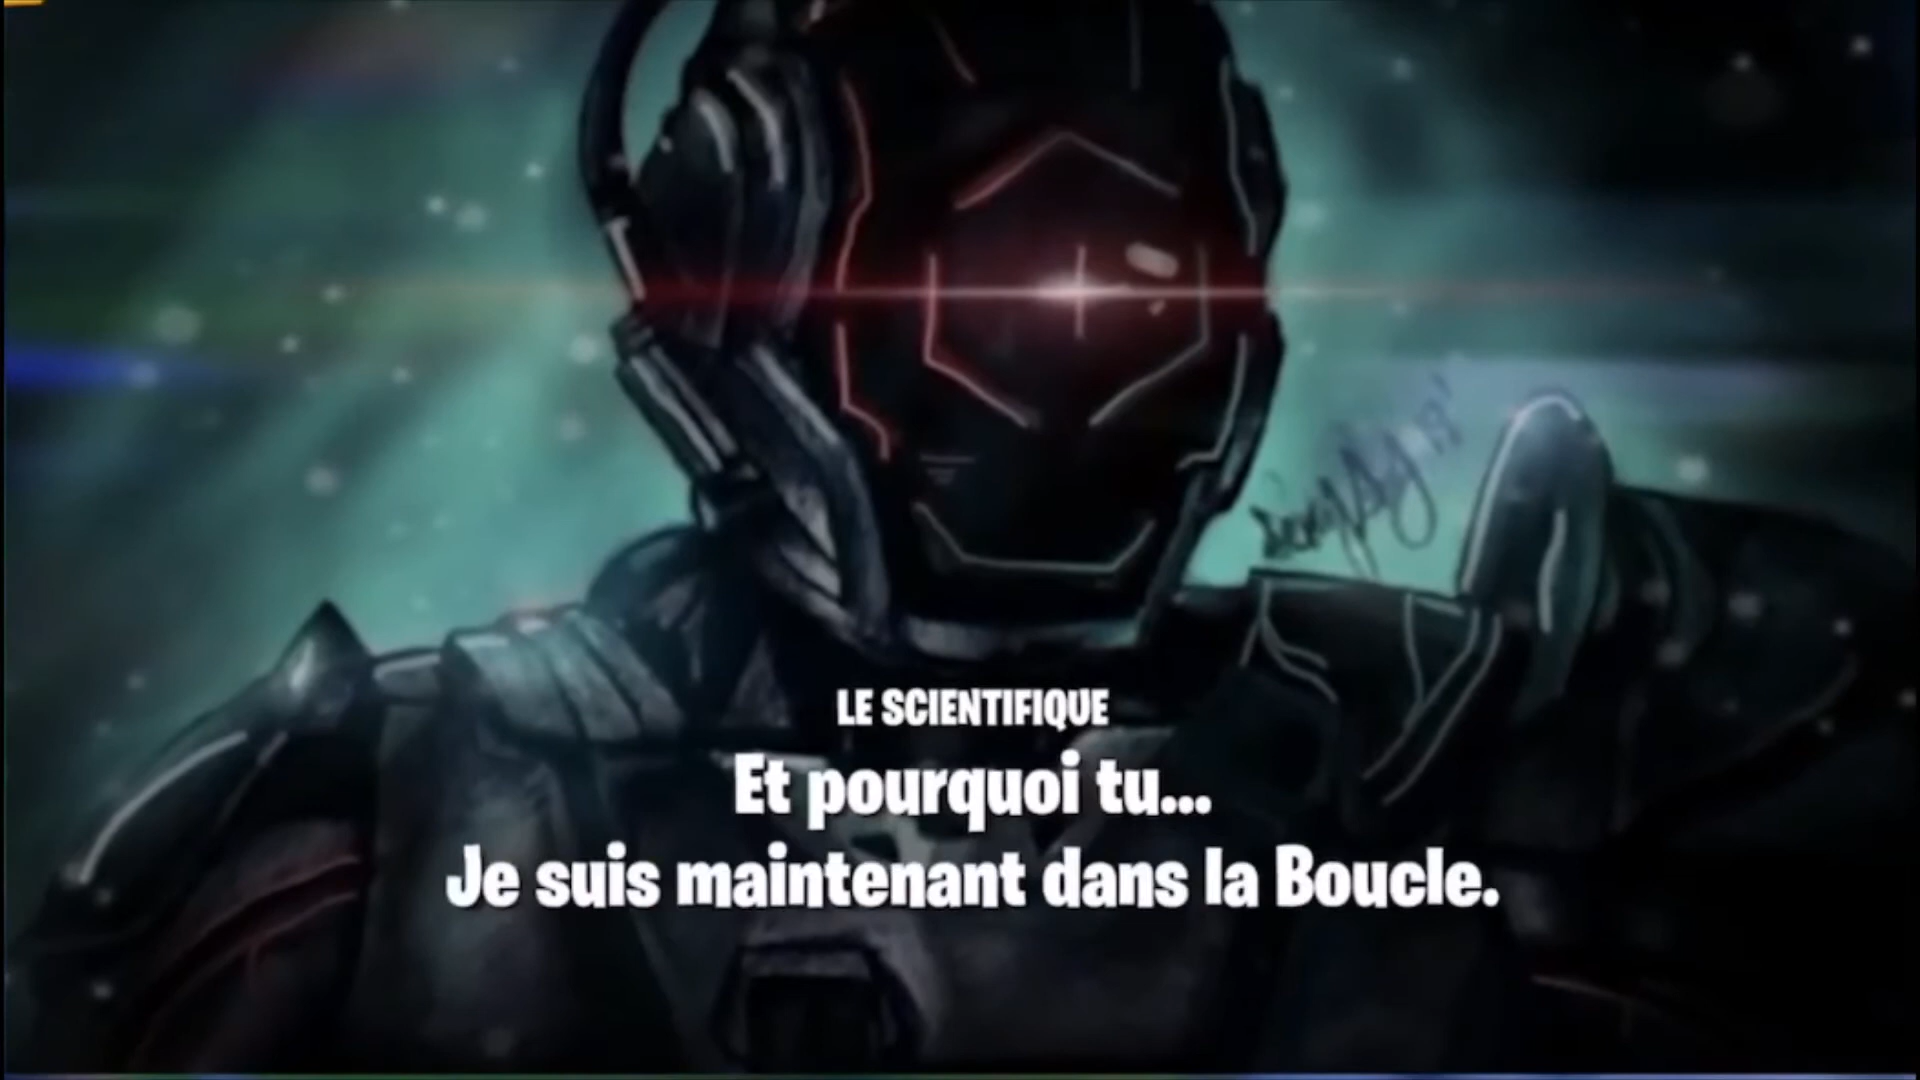 LE SCIENTIFIQUE
Et pourquoi tu...
Je suis maintenant dans la Boucle.